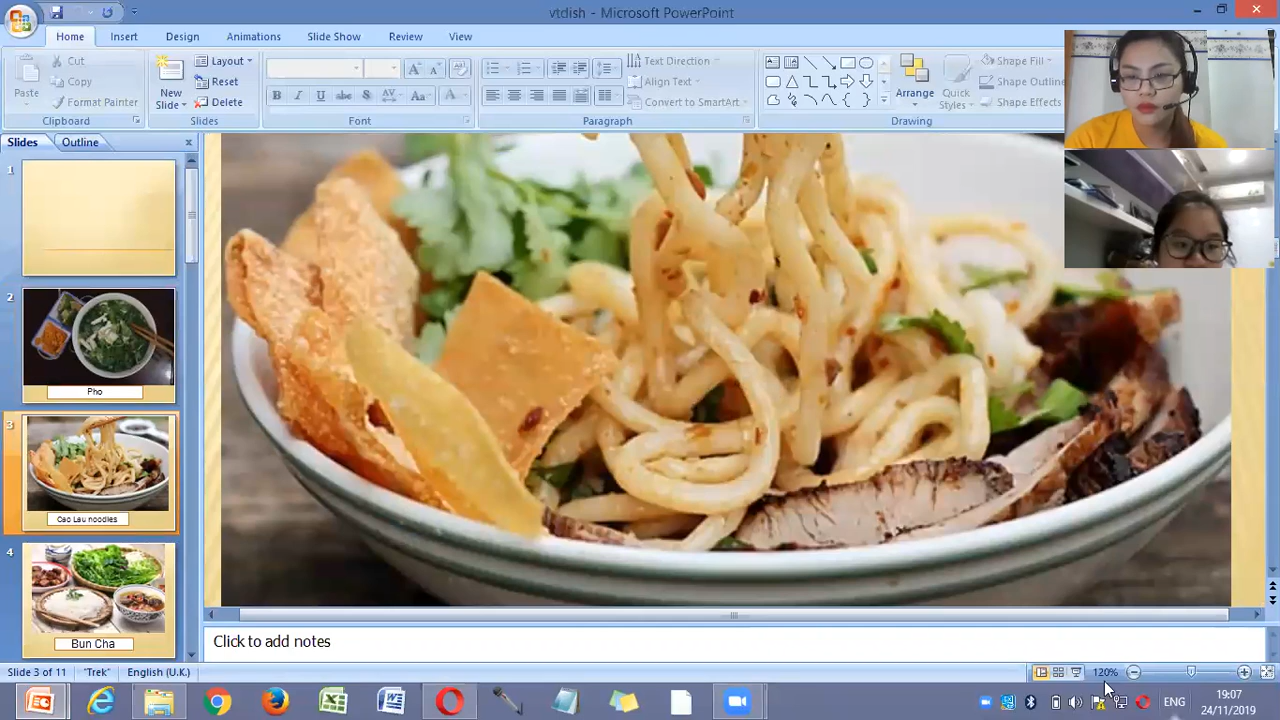 vtdish - Microsoft PowerPoint
Home Insert Design Animations Slide Show Review View
Paste
Cut
Copy
Format Painter
Clipboard
New Slide
Layout
Reset
Delete
Slides
B I U abc S AV Aa A
Font
Text Direction
Align Text
Convert to SmartArt
Paragraph
Arrange
Quick Styles
Shape Fill
Shape Outline
Shape Effects
Drawing
Slides Outline
1
2
Pho
3
Cao Lau noodles
4
Bun Cha
Click to add notes
Slide 3 of 11 "Trek" English (U.K.) 120%
ENG
19:07
24/11/2019